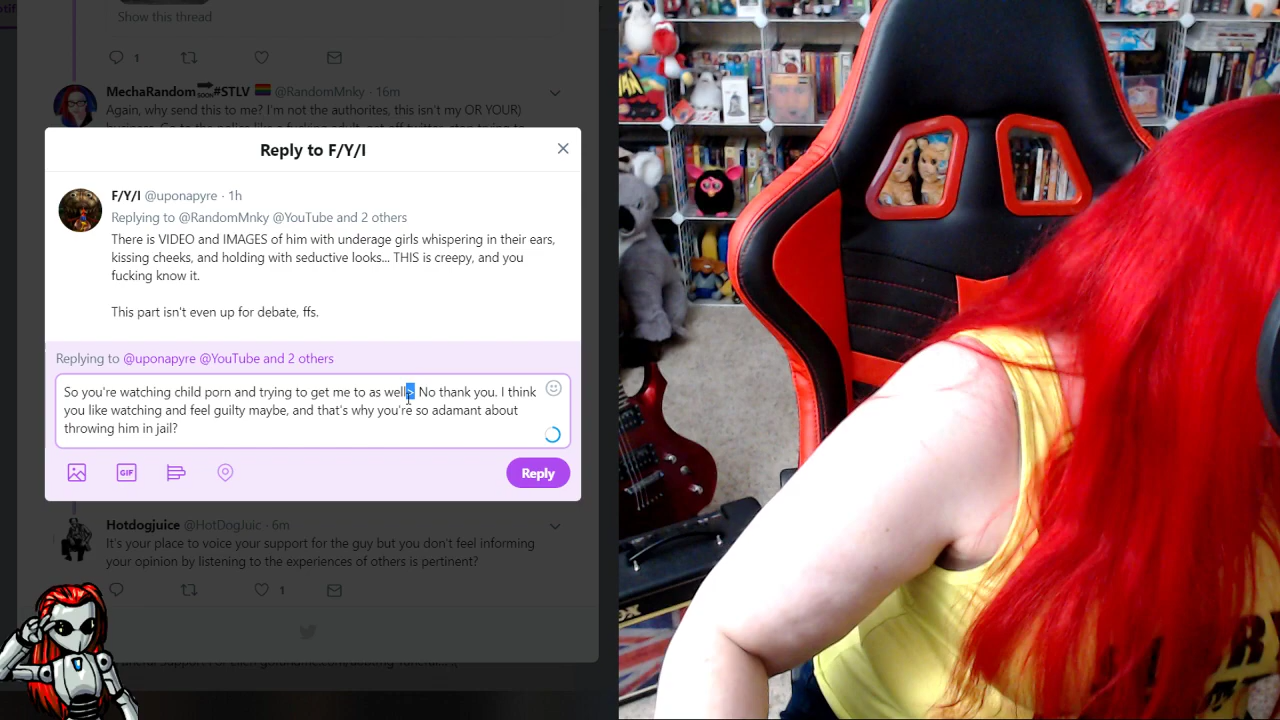 Show this thread
1
MechaRandom #STLV @RandomMnky · 16m
Again, why send this to me? I'm not the authorites, this isn't my OR YOUR)
Reply to F/Y/I
F/Y/I @uponapyre · 1h
Replying to @RandomMnky @YouTube and 2 others
There is VIDEO and IMAGES of him with underage girls whispering in their ears,
kissing cheeks, and holding with seductive looks... THIS is creepy, and you
fucking know it.
This part isn't even up for debate, ffs.
Replying to @uponapyre @YouTube and 2 others
So you're watching child porn and trying to get me to as well> No thank you. I think
you like watching and feel guilty maybe, and that's why you're so adamant about
throwing him in jail?
GIF
Reply
Hotdogjuice @HotDogJuic · 6m
It's your place to voice your support for the guy but you don't feel informing
your opinion by listening to the experiences of others is pertinent?
1